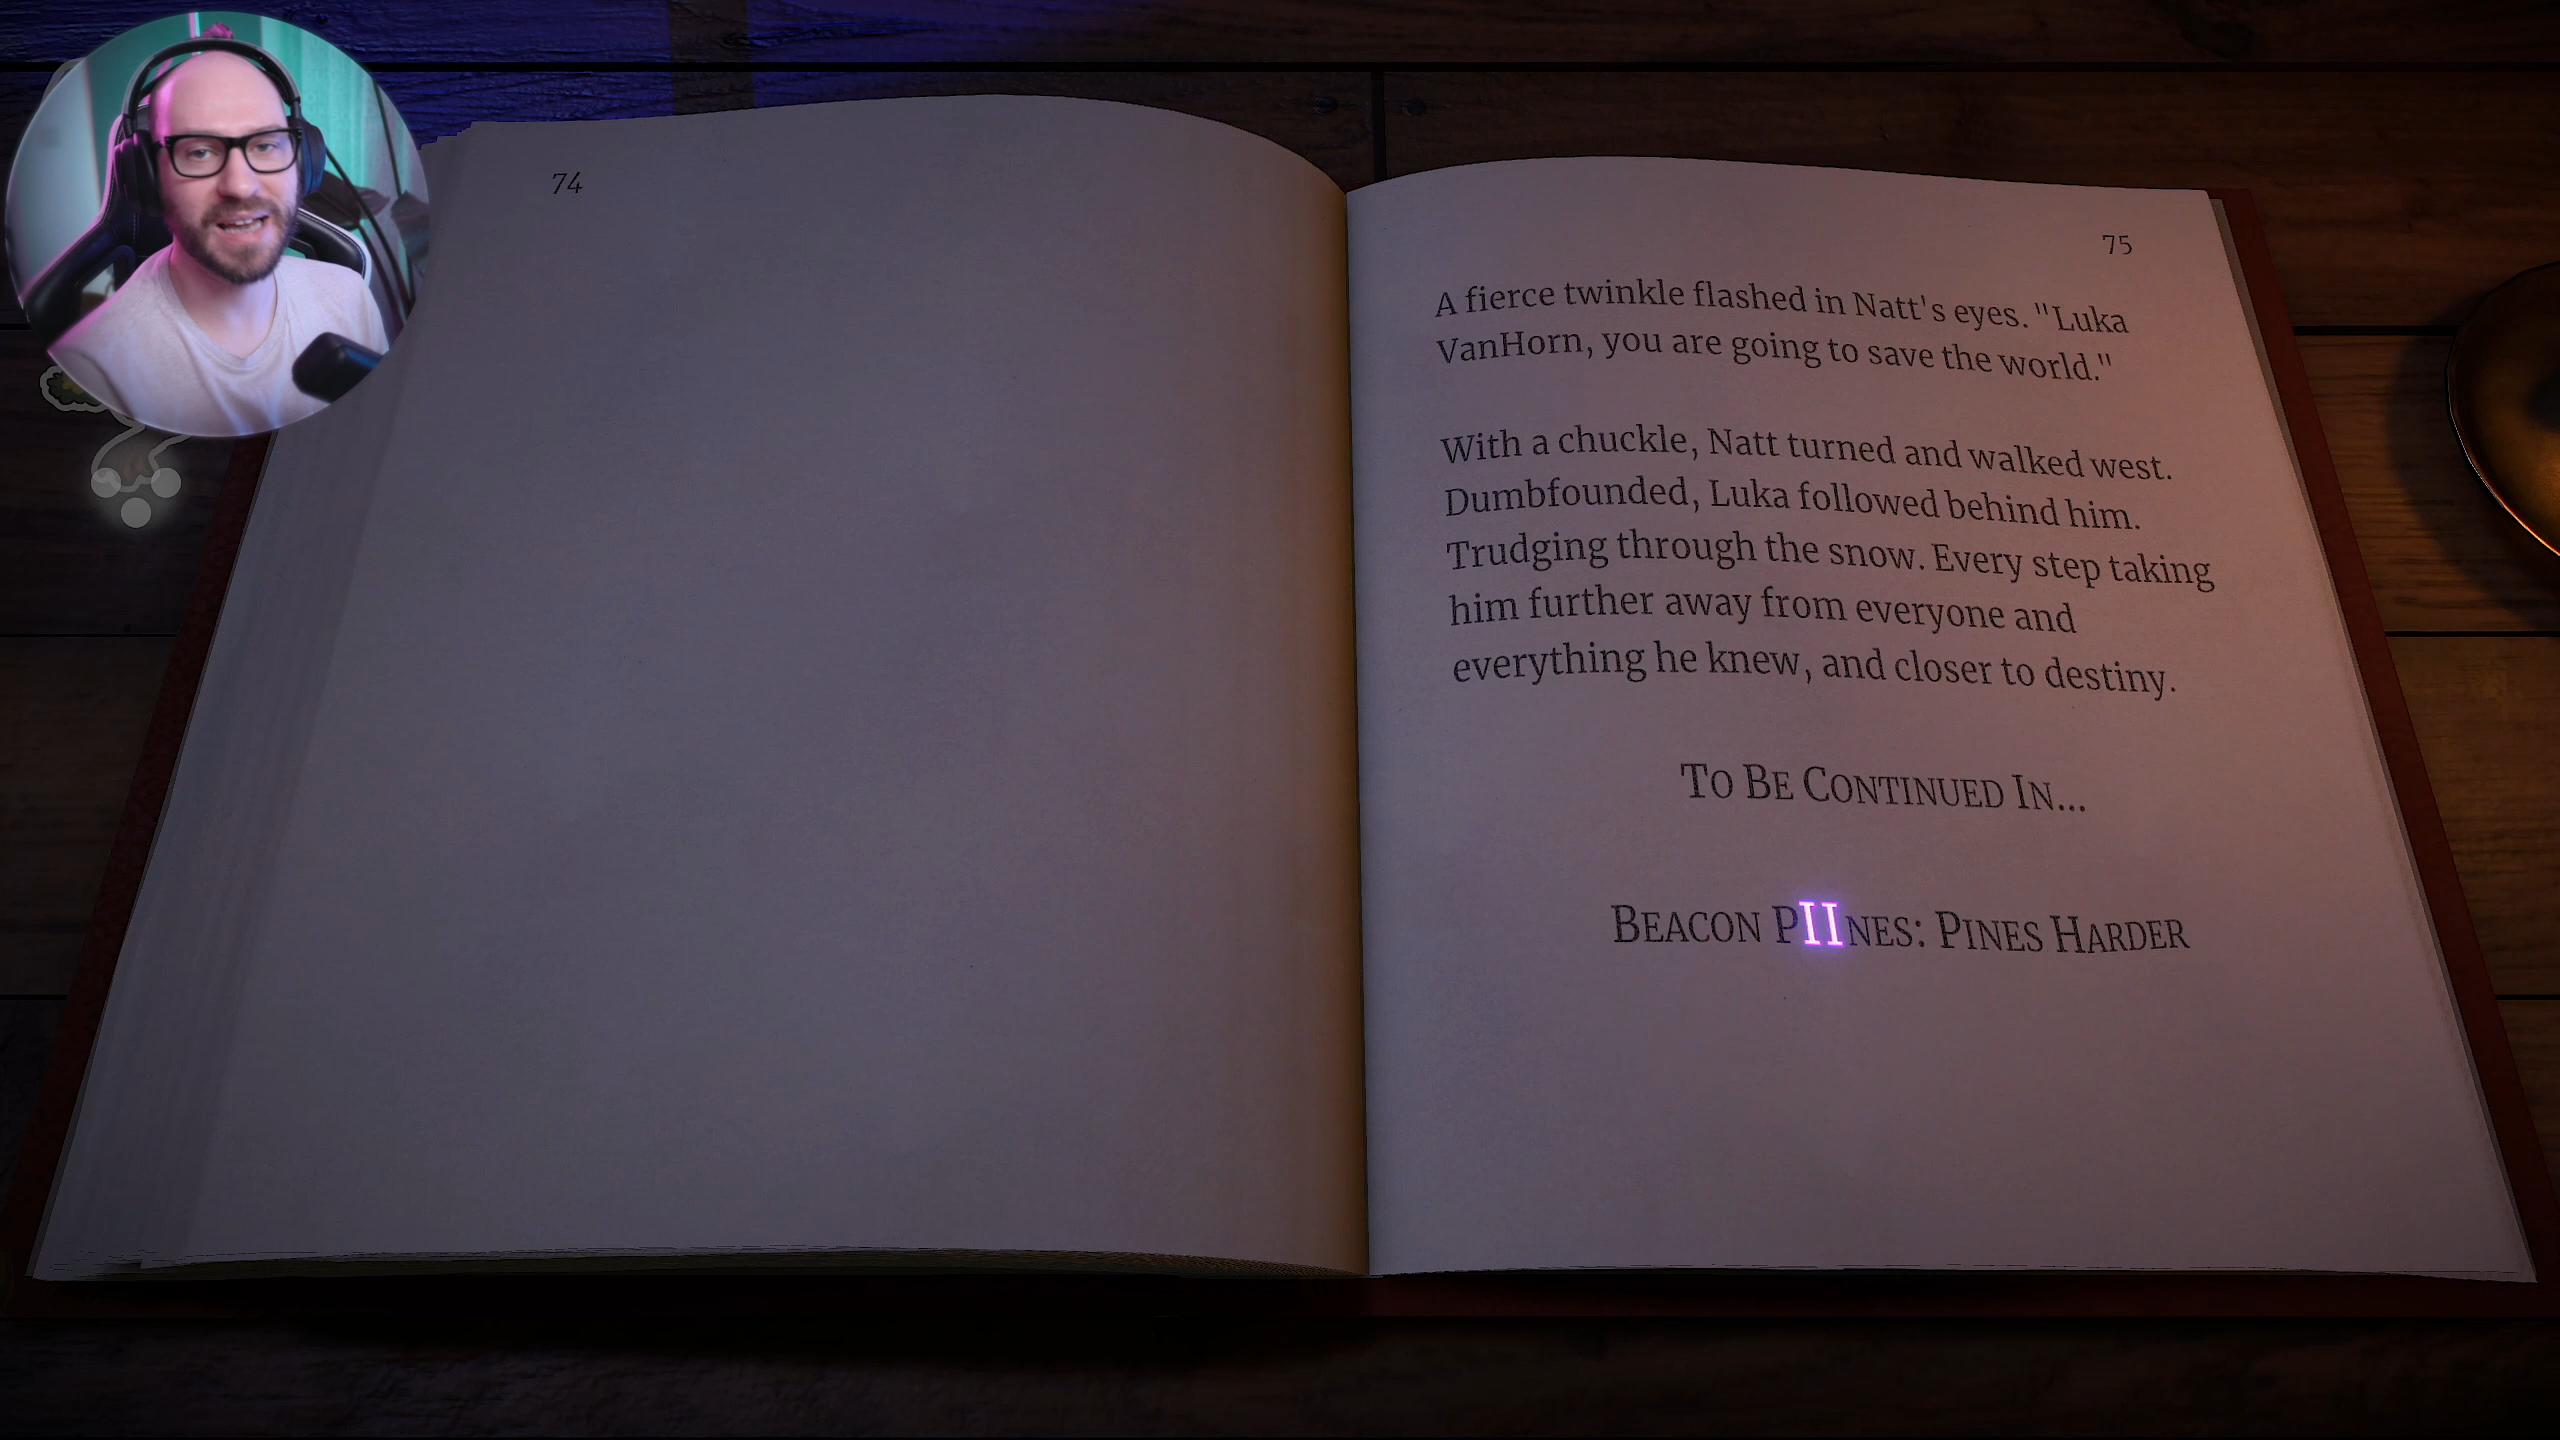 74
75
A fierce twinkle flashed in Natt's eyes. "Luka
VanHorn, you are going to save the world."
With a chuckle, Natt turned and walked west.
Dumbfounded, Luka followed behind him.
Trudging through the snow. Every step taking
him further away from everyone and
everything he knew, and closer to destiny.
TO BE CONTINUED IN...
BEACON PIINES: PINES HARDER